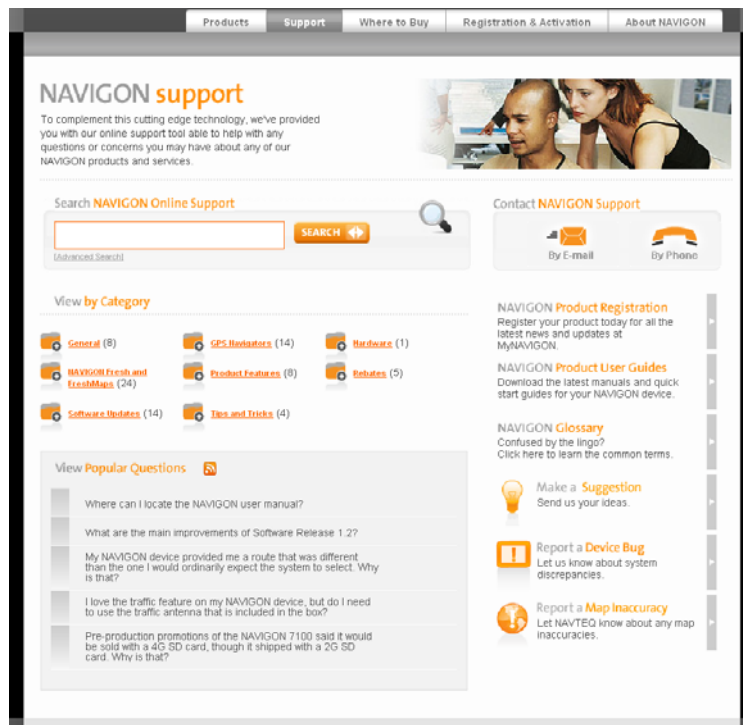 Products Support Where to Buy Registration & Activation About NAVIGON
NAVIGON support
To complement this cutting edge technology, we've provided
you with our online support tool able to help with any
questions or concerns you may have about any of our
NAVIGON products and services.
Search NAVIGON Online Support
SEARCH
[Advanced Search]
Contact NAVIGON Support
By E-mail By Phone
View by Category
General (8) GPS Navigators (14) Hardware (1)
NAVIGON Fresh and
FreshMaps (24) Product Features (8) Rebates (5)
Software Updates (14) Tips and Tricks (4)
View Popular Questions
Where can I locate the NAVIGON user manual?
What are the main improvements of Software Release 1.2?
My NAVIGON device provided me a route that was different
than the one I would ordinarily expect the system to select. Why
is that?
I love the traffic feature on my NAVIGON device, but do I need
to use the traffic antenna that is included in the box?
Pre-production promotions of the NAVIGON 7100 said it would
be sold with a 4G SD card, though it shipped with a 2G SD
card. Why is that?
NAVIGON Product Registration
Register your product today for all the
latest news and updates at
MyNAVIGON.
NAVIGON Product User Guides
Download the latest manuals and quick
start guides for your NAVIGON device.
NAVIGON Glossary
Confused by the lingo?
Click here to learn the common terms.
Make a Suggestion
Send us your ideas.
Report a Device Bug
Let us know about system
discrepancies.
Report a Map Inaccuracy
Let NAVTEQ know about any map
inaccuracies.